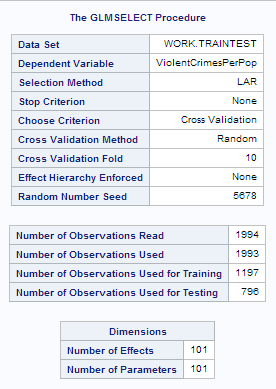 The GLMSELECT Procedure
Data Set WORK.TRAINTEST
Dependent Variable ViolentCrimesPerPop
Selection Method LAR
Stop Criterion None
Choose Criterion Cross Validation
Cross Validation Method Random
Cross Validation Fold 10
Effect Hierarchy Enforced None
Random Number Seed 5678
Number of Observations Read 1994
Number of Observations Used 1993
Number of Observations Used for Training 1197
Number of Observations Used for Testing 796
Dimensions
Number of Effects 101
Number of Parameters 101